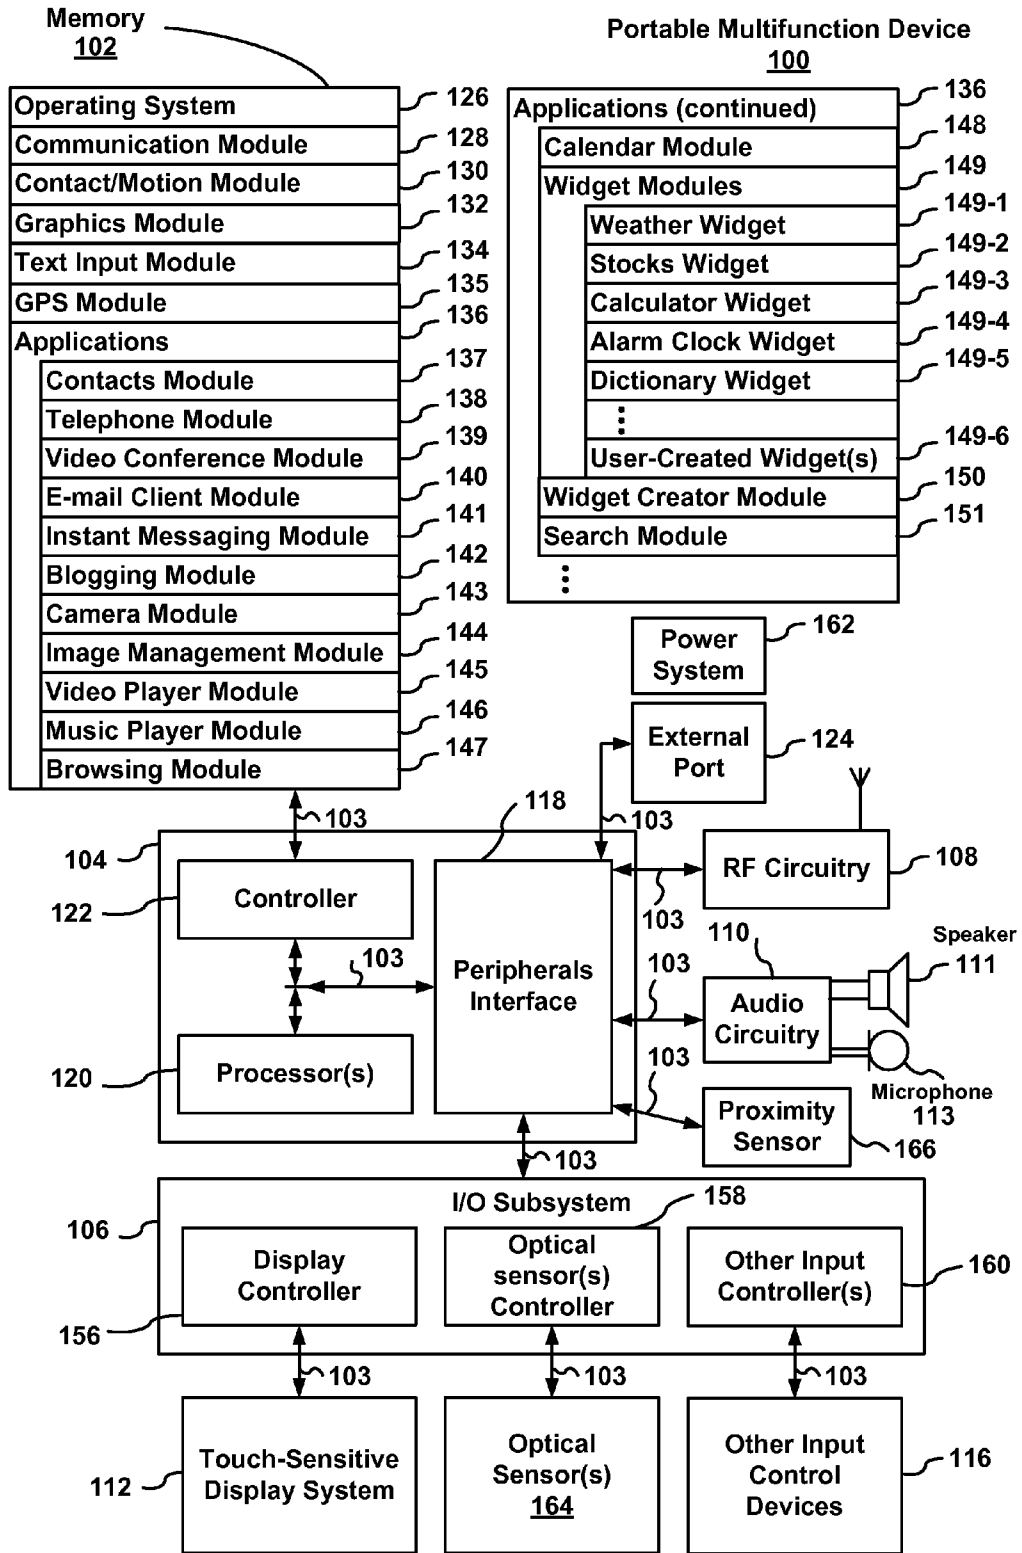 Memory
102
Portable Multifunction Device
100
Operating System 126
Communication Module 128
Contact/Motion Module 130
Graphics Module 132
Text Input Module 134
GPS Module 135
Applications 136
Contacts Module 137
Telephone Module 138
Video Conference Module 139
E-mail Client Module 140
Instant Messaging Module 141
Blogging Module 142
Camera Module 143
Image Management Module 144
Video Player Module 145
Music Player Module 146
Browsing Module 147
Applications (continued) 136
Calendar Module 148
Widget Modules 149
Weather Widget 149-1
Stocks Widget 149-2
Calculator Widget 149-3
Alarm Clock Widget 149-4
Dictionary Widget 149-5
User-Created Widget(s) 149-6
Widget Creator Module 150
Search Module 151
Power
System
162
External
Port
124
103
103
118
104
RF Circuitry
108
103
Controller
122
103
Peripherals
Interface
103
110
Audio
Circuitry
Speaker
111
Microphone
113
Processor(s)
120
103
Proximity
Sensor
166
103
I/O Subsystem
106
158
Display
Controller
156
Optical
sensor(s)
Controller
Other Input
Controller(s)
160
103
103
103
Touch-Sensitive
Display System
112
Optical
Sensor(s)
164
Other Input
Control
Devices
116